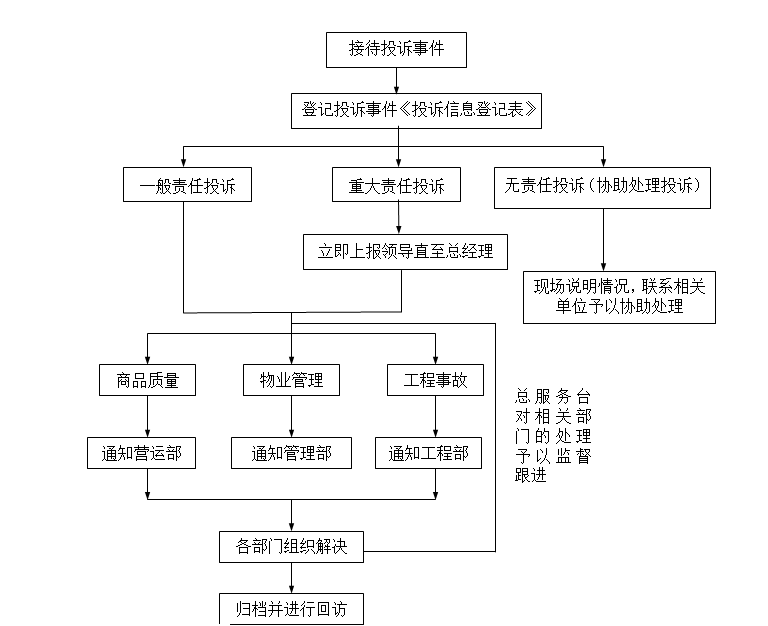 接待投诉事件
登记投诉事件《投诉信息登记表》
一般责任投诉
重大责任投诉
无责任投诉（协助处理投诉）
立即上报领导直至总经理
现场说明情况，联系相关
单位予以协助处理
商品质量
物业管理
工程事故
总服务台
对相关部
门的处理
予以监督
跟进
通知营运部
通知管理部
通知工程部
各部门组织解决
归档并进行回访